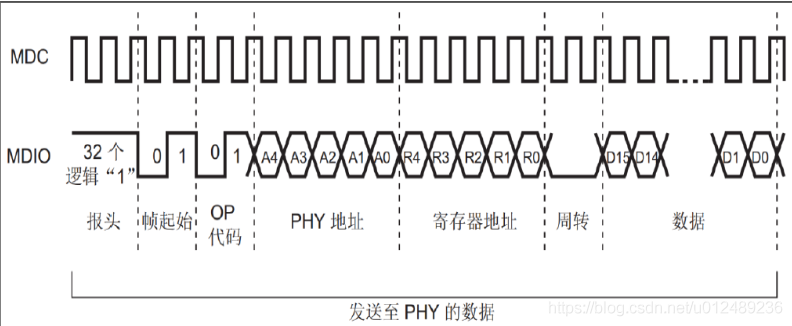 MDC
MDIO
32 个
逻辑 “1”
0 1 0 1 A4 A3 A2 A1 A0 R4 R3 R2 R1 R0 D15 D14 D1 D0
报头 帧起始 OP 代码 PHY 地址 寄存器地址 周转 数据
发送至 PHY 的数据
https://blog.csdn.net/u012489236